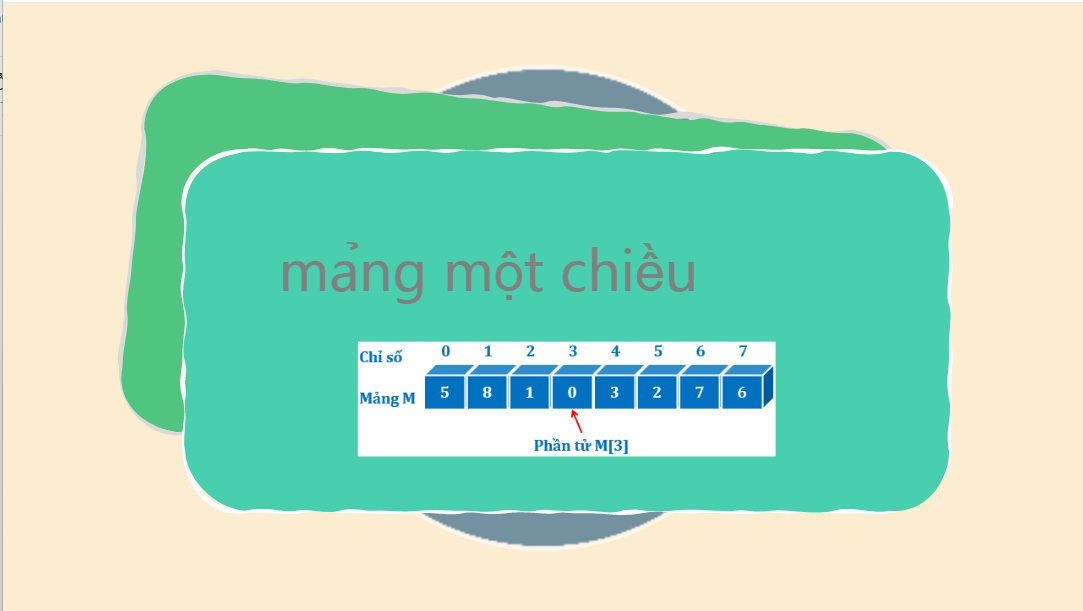 mảng một chiều
Chỉ số 0 1 2 3 4 5 6 7
Mảng M 5 8 1 0 3 2 7 6
Phần tử M[3]